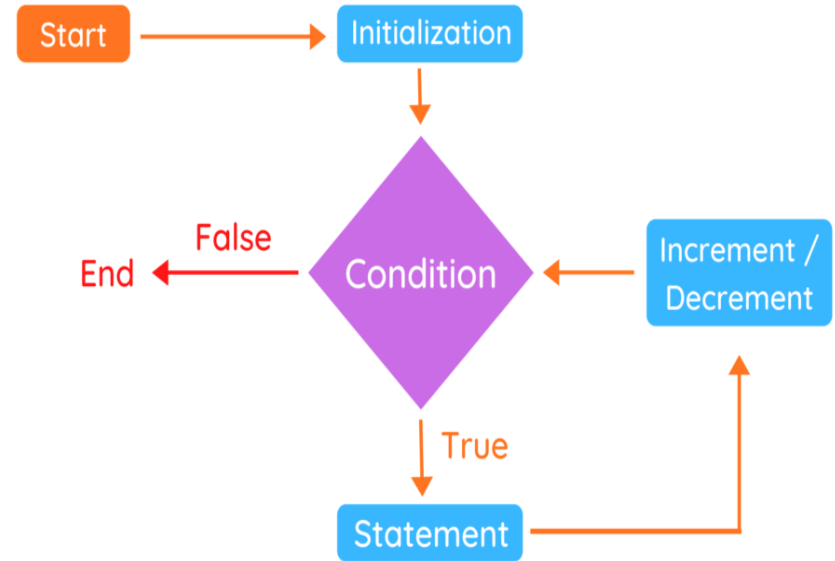 Start
Initialization
False
End
Condition
Increment /
Decrement
True
Statement